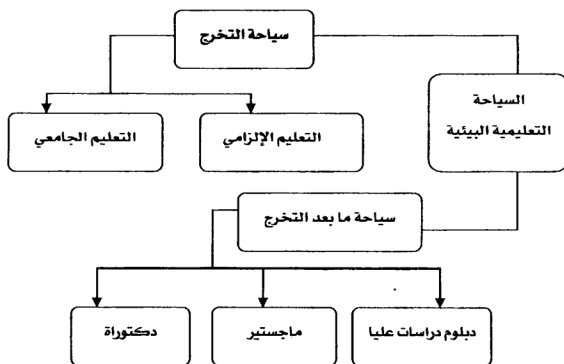 سياحة التخرج
السياحة
التعليمية البيئية
التعليم الإلزامي
التعليم الجامعي
سياحة ما بعد التخرج
دبلوم دراسات عليا
ماجستير
دكتوراة